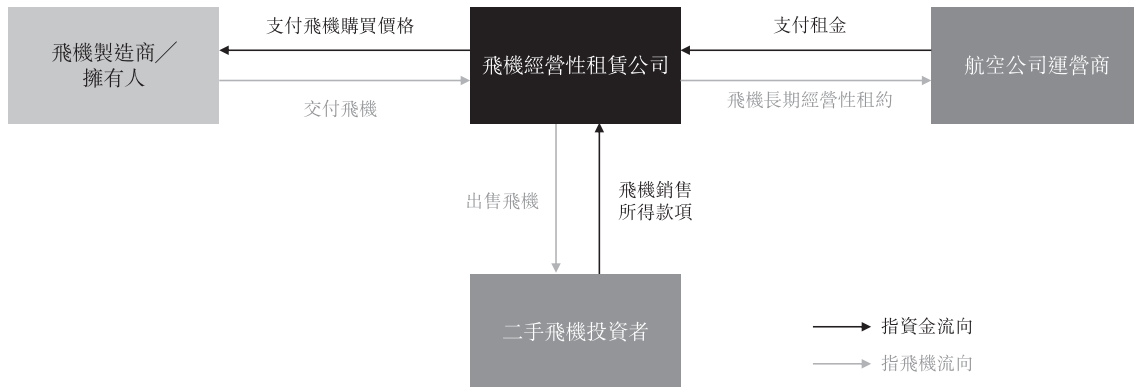 支付飛機購買價格
支付租金
飛機製造商／
擁有人
飛機經營性租賃公司
航空公司運營商
交付飛機
飛機長期經營性租約
出售飛機
飛機銷售
所得款項
二手飛機投資者
指資金流向
指飛機流向